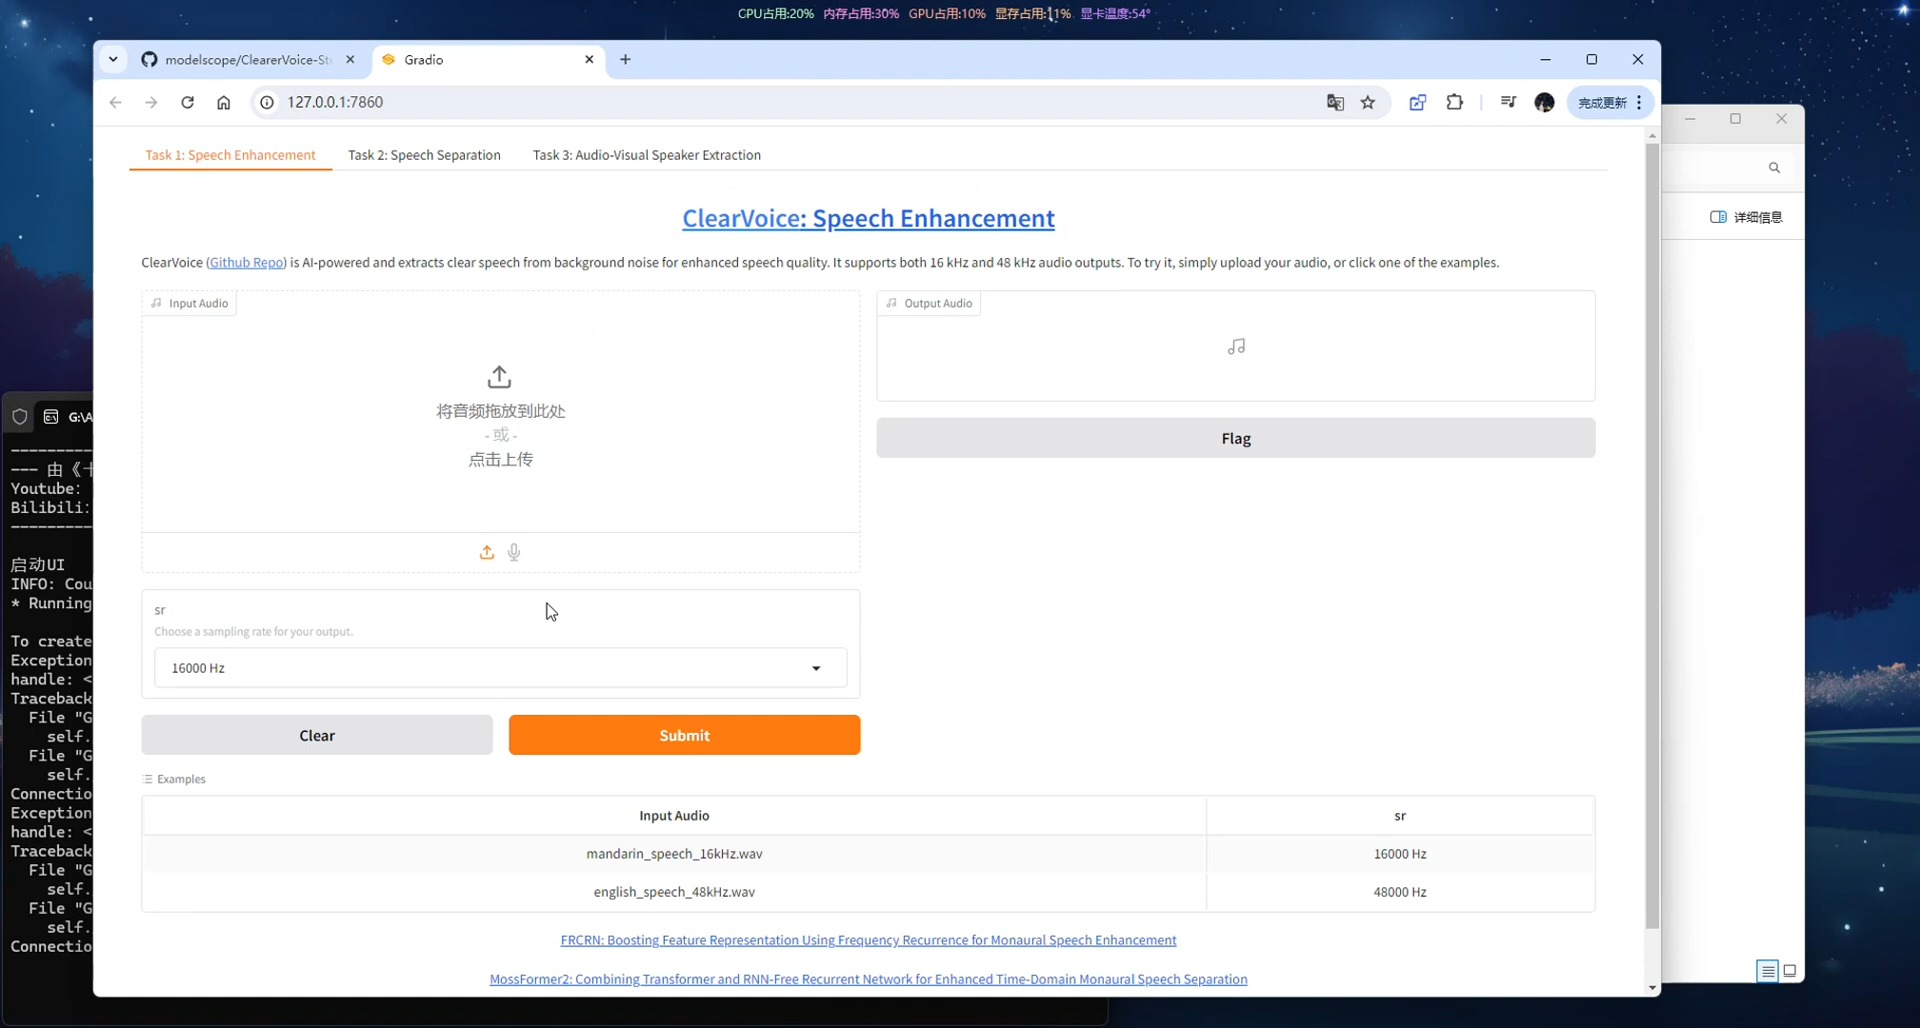 CPU占用:20% 内存占用:30% GPU占用:10% 显存占用:11% 显卡温度:54°
modelscope/ClearerVoice-St
Gradio
127.0.0.1:7860
完成更新
Task 1: Speech Enhancement
Task 2: Speech Separation
Task 3: Audio-Visual Speaker Extraction
详细信息
ClearVoice: Speech Enhancement
ClearVoice (Github Repo) is AI-powered and extracts clear speech from background noise for enhanced speech quality. It supports both 16 kHz and 48 kHz audio outputs. To try it, simply upload your audio, or click one of the examples.
Input Audio
Output Audio
将音频拖放到此处
- 或 -
点击上传
Flag
sr
Choose a sampling rate for your output.
16000 Hz
Clear
Submit
Examples
Input Audio
sr
mandarin_speech_16kHz.wav
16000 Hz
english_speech_48kHz.wav
48000 Hz
FRCRN: Boosting Feature Representation Using Frequency Recurrence for Monaural Speech Enhancement
MossFormer2: Combining Transformer and RNN-Free Recurrent Network for Enhanced Time-Domain Monaural Speech Separation
G:\A
--- 由《十
Youtube:
Bilibili:
启动UI
INFO: Cou
* Running
To create
Exception
handle: <
Traceback
File "G
self.
File "G
self.
Connectio
Exception
handle: <
Traceback
File "G
self.
File "G
self.
Connectio